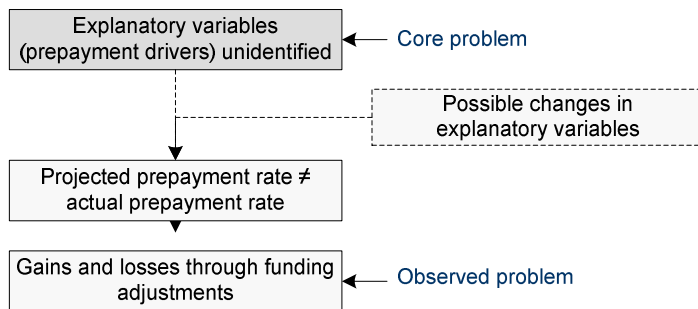 Explanatory variables
(prepayment drivers) unidentified
Core problem
Possible changes in
explanatory variables
Projected prepayment rate ≠
actual prepayment rate
Gains and losses through funding
adjustments
Observed problem